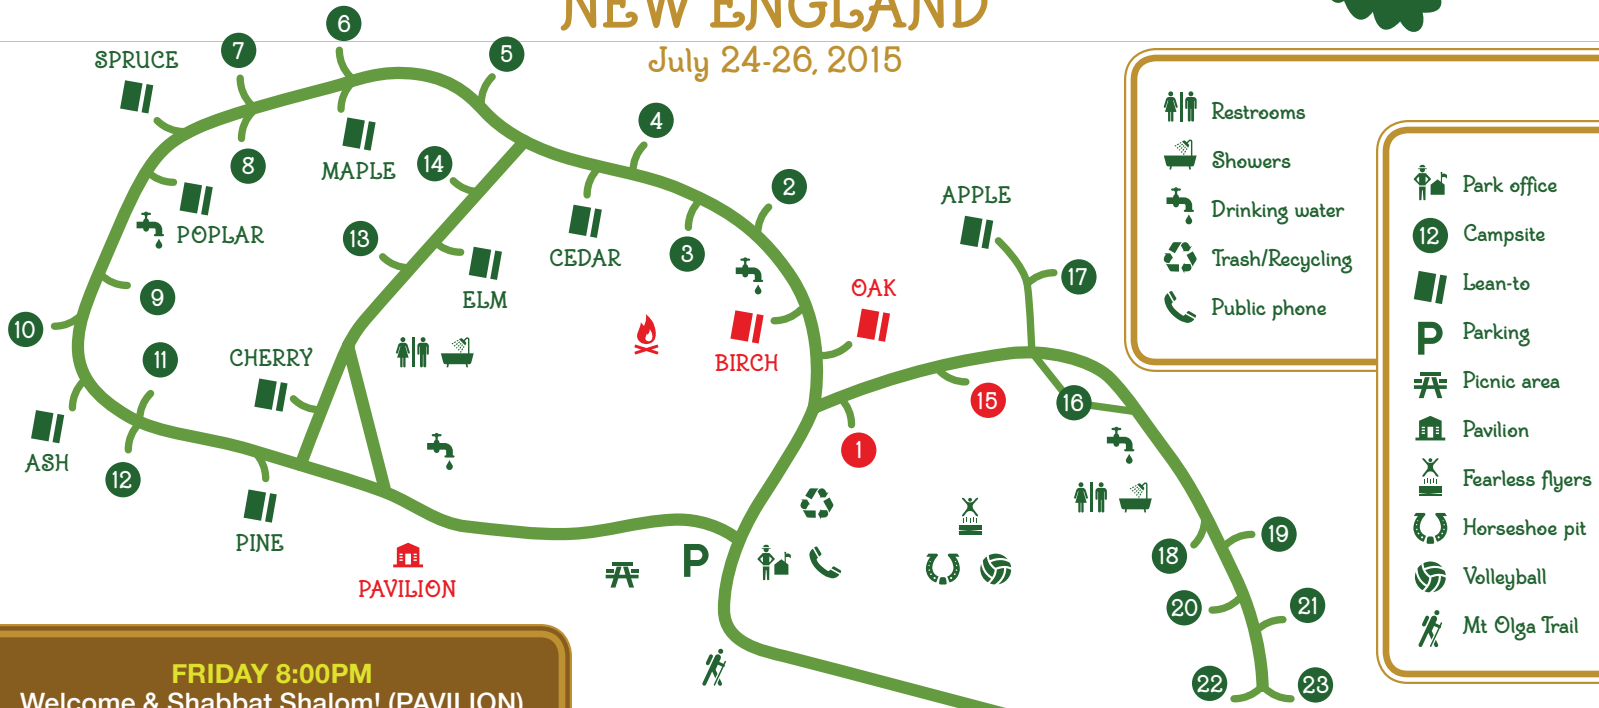 NEW ENGLAND
July 24-26, 2015
6
7
5
SPRUCE
4
8
MAPLE
14
2
APPLE
POPLAR
13
CEDAR
3
17
9
ELM
OAK
10
11
CHERRY
BIRCH
15
16
1
ASH
12
PINE
PAVILION
P
18
19
20
21
22
23
Restrooms
Showers
Drinking water
Trash/Recycling
Public phone
Park office
12 Campsite
Lean-to
P Parking
Picnic area
Pavilion
Fearless flyers
Horseshoe pit
Volleyball
Mt Olga Trail
FRIDAY 8:00PM
Welcome & Shabbat Shalom! (PAVILION)